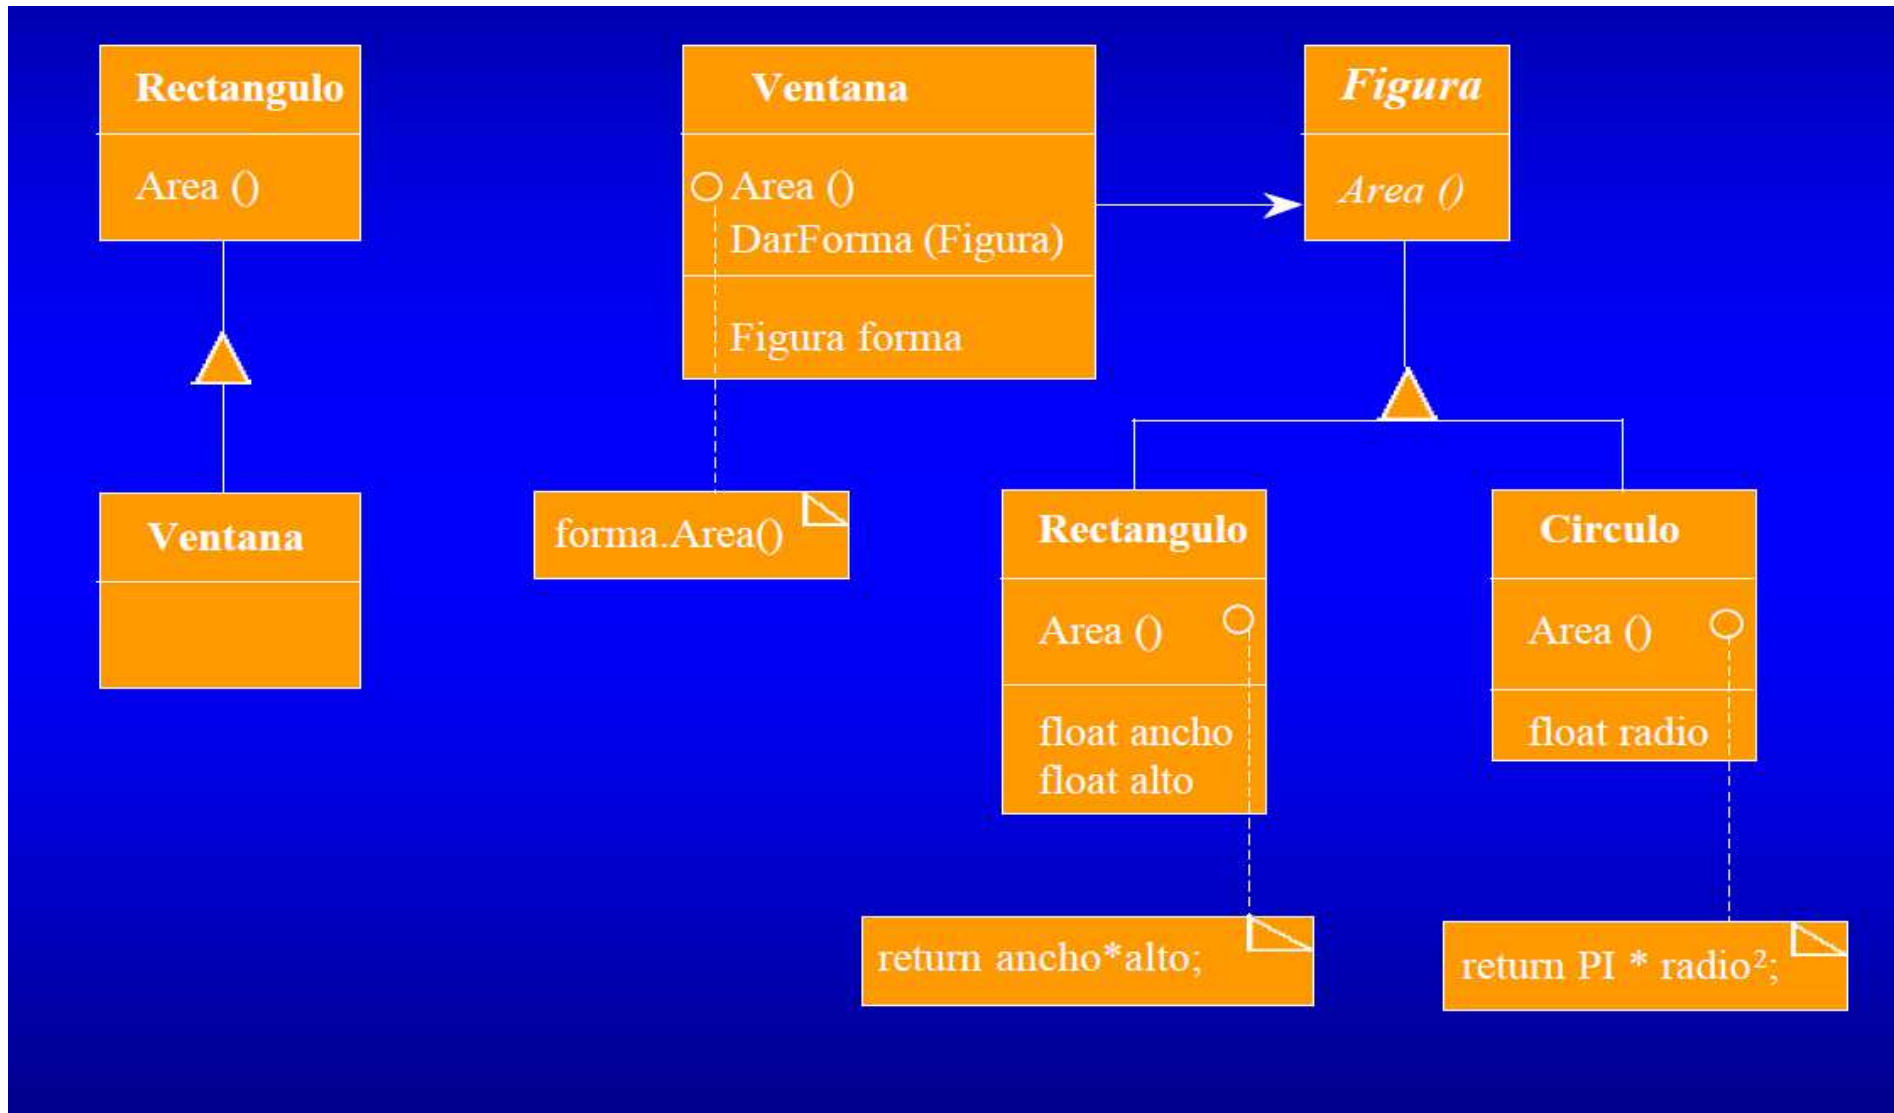 Rectangulo
Area ()
Ventana
Ventana
Area ()
DarForma (Figura)
Figura forma
forma.Area()
Figura
Area ()
Rectangulo
Area ()
float ancho
float alto
return ancho*alto;
Circulo
Area ()
float radio
return PI * radio²;